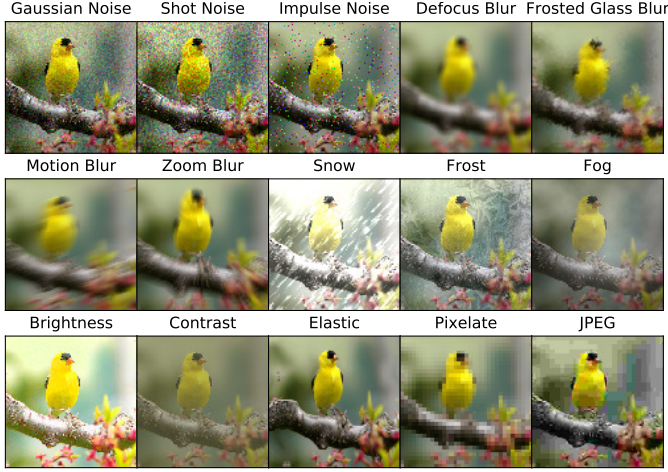 Gaussian Noise Shot Noise Impulse Noise Defocus Blur Frosted Glass Blur
Motion Blur Zoom Blur Snow Frost Fog
Brightness Contrast Elastic Pixelate JPEG